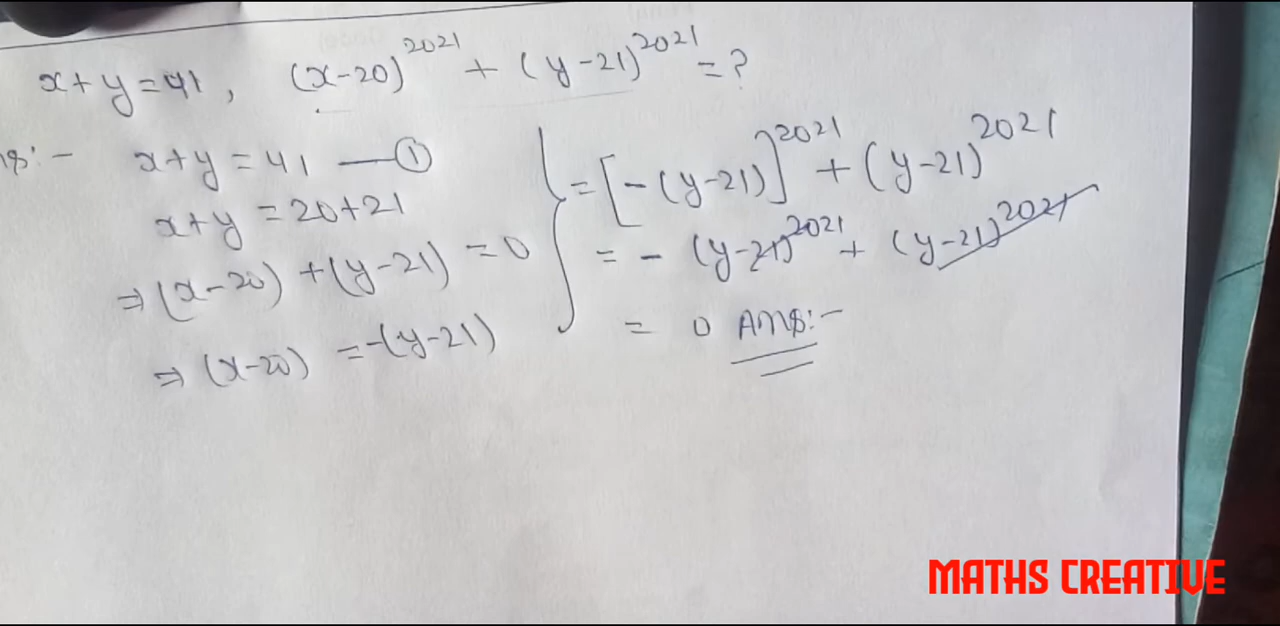 x+y=41, (x-20)^2021 + (y-21)^2021 = ?
x+y = 41 — ①
x+y = 20+21
⇒ (x-20) + (y-21) = 0
⇒ (x-20) = -(y-21)
= [-(y-21)]^2021 + (y-21)^2021
= - (y-21)^2021 + (y-21)^2021
= 0 Ans:-
MATHS CREATIVE